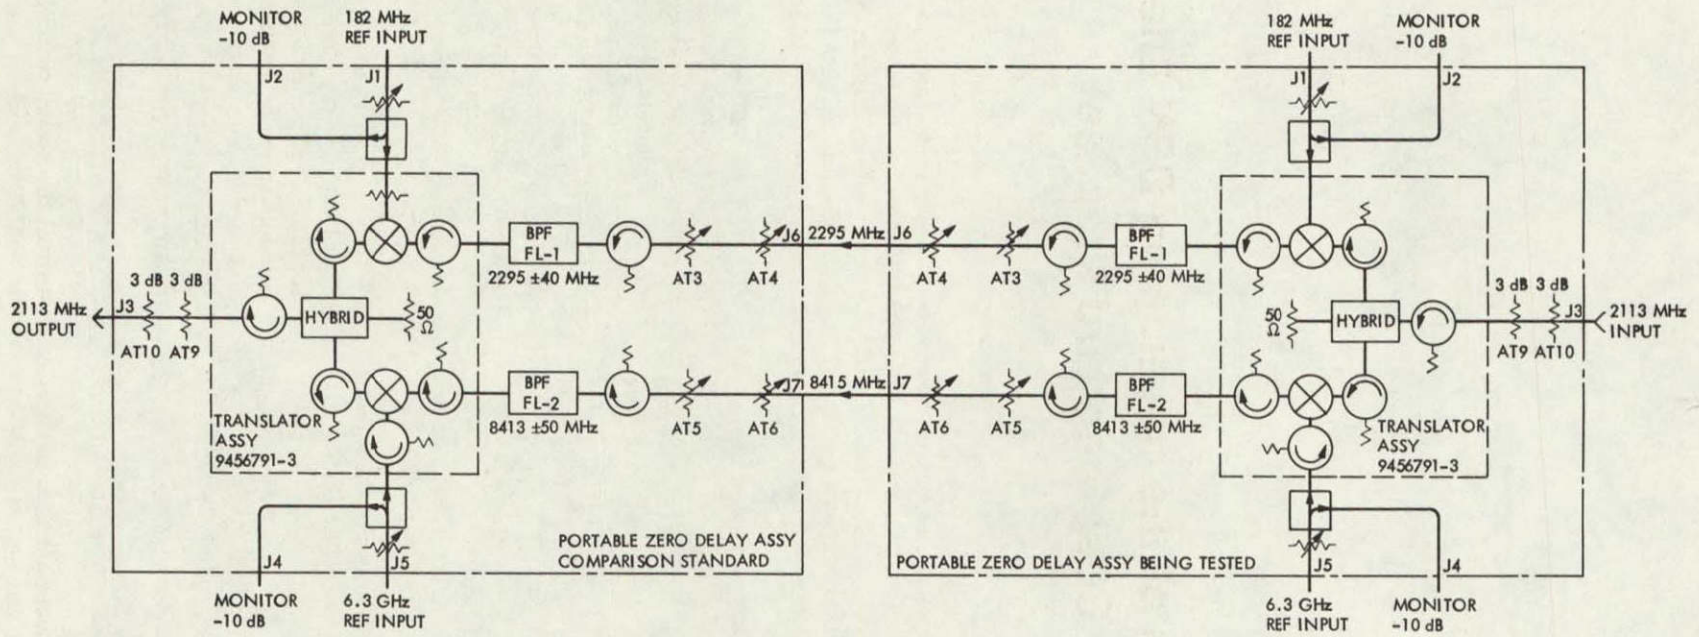 MONITOR
-10 dB
182 MHz
REF INPUT
182 MHz
REF INPUT
MONITOR
-10 dB
J2
J1
J1
J2
2113 MHz
OUTPUT
J3
3 dB
3 dB
AT10
AT9
HYBRID
50
Ω
BPF
FL-1
2295 ±40 MHz
AT3
AT4
J6
2295 MHz
J6
AT4
AT3
BPF
FL-1
2295 ±40 MHz
50
Ω
HYBRID
3 dB
3 dB
AT9
AT10
J3
2113 MHz
INPUT
BPF
FL-2
8413 ±50 MHz
AT5
AT6
J7
8415 MHz
J7
AT6
AT5
BPF
FL-2
8413 ±50 MHz
TRANSLATOR
ASSY
9456791-3
TRANSLATOR
ASSY
9456791-3
PORTABLE ZERO DELAY ASSY
COMPARISON STANDARD
PORTABLE ZERO DELAY ASSY BEING TESTED
J4
J5
J5
J4
MONITOR
-10 dB
6.3 GHz
REF INPUT
6.3 GHz
REF INPUT
MONITOR
-10 dB